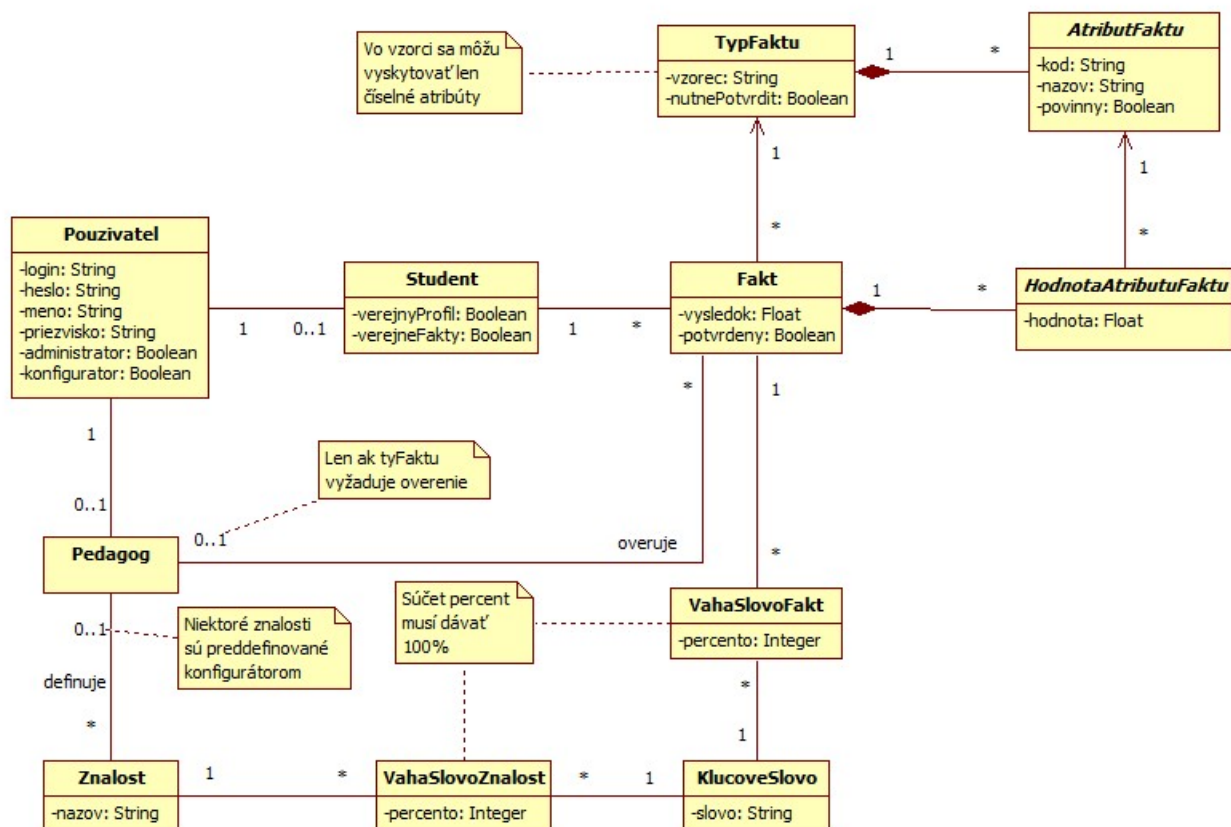 Vo vzorci sa môžu
vyskytovať len
číselné atribúty
TypFaktu
-vzorec: String
-nutnePotvrdit: Boolean
1
*
AtributFaktu
-kod: String
-nazov: String
-povinny: Boolean
1
*
1
*
Pouzivatel
-login: String
-heslo: String
-meno: String
-priezvisko: String
-administrator: Boolean
-konfigurator: Boolean
1
0..1
Student
-verejnyProfil: Boolean
-verejneFakty: Boolean
1
*
Fakt
-vysledok: Float
-potvrdeny: Boolean
1
*
HodnotaAtributuFaktu
-hodnota: Float
1
0..1
Len ak tyFaktu
vyžaduje overenie
*
1
Pedagog
0..1
overuje
*
0..1
Niektoré znalosti
sú preddefinované
konfigurátorom
Súčet percent
musí dávať
100%
VahaSlovoFakt
-percento: Integer
definuje
*
*
1
Znalost
-nazov: String
1
*
VahaSlovoZnalost
-percento: Integer
*
1
KlucoveSlovo
-slovo: String